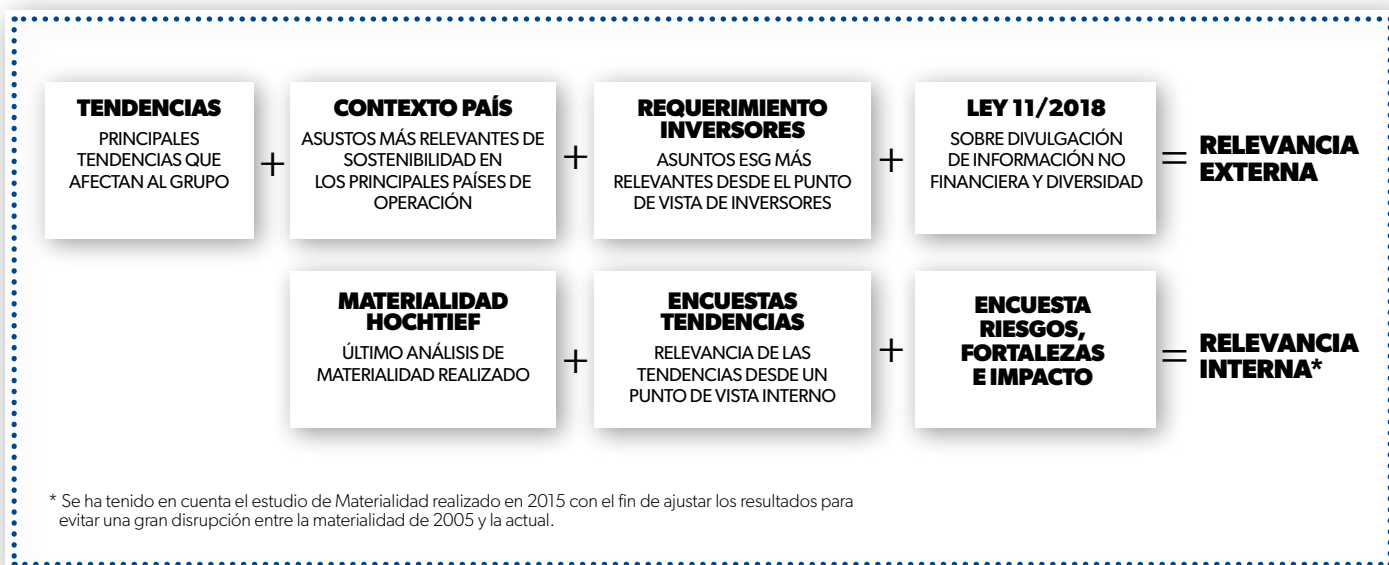 TENDENCIAS
PRINCIPALES
TENDENCIAS QUE
AFECTAN AL GRUPO
+
CONTEXTO PAÍS
ASUSTOS MÁS RELEVANTES DE
SOSTENIBILIDAD EN
LOS PRINCIPALES PAÍSES DE
OPERACIÓN
+
REQUERIMIENTO
INVERSORES
ASUNTOS ESG MÁS
RELEVANTES DESDE EL PUNTO
DE VISTA DE INVERSORES
+
LEY 11/2018
SOBRE DIVULGACIÓN
DE INFORMACIÓN NO
FINANCIERA Y DIVERSIDAD
=
RELEVANCIA
EXTERNA
MATERIALIDAD
HOCHTIEF
ÚLTIMO ANÁLISIS DE
MATERIALIDAD REALIZADO
+
ENCUESTAS
TENDENCIAS
RELEVANCIA DE LAS
TENDENCIAS DESDE UN
PUNTO DE VISTA INTERNO
+
ENCUESTA
RIESGOS,
FORTALEZAS
E IMPACTO
=
RELEVANCIA
INTERNA*
* Se ha tenido en cuenta el estudio de Materialidad realizado en 2015 con el fin de ajustar los resultados para
evitar una gran disrupción entre la materialidad de 2005 y la actual.